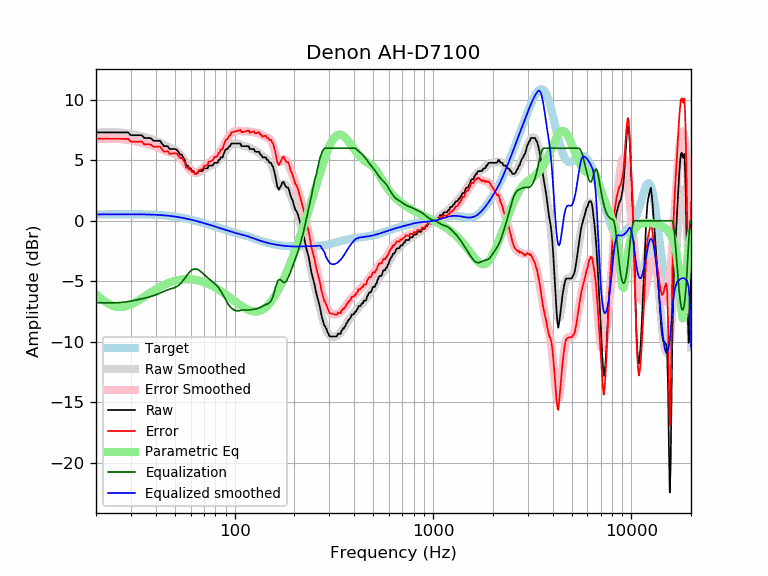 Denon AH-D7100
Amplitude (dBr)
10
5
0
−5
−10
−15
−20
Target
Raw Smoothed
Error Smoothed
Raw
Error
Parametric Eq
Equalization
Equalized smoothed
100
1000
10000
Frequency (Hz)